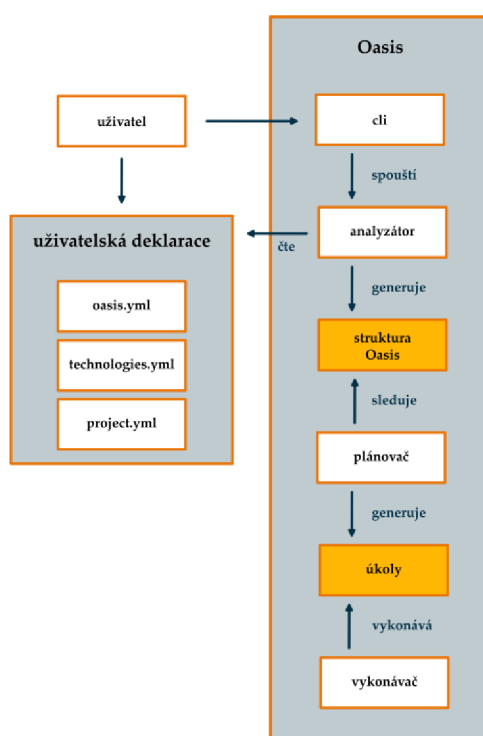 Oasis
uživatel
cli
spouští
uživatelská deklarace
čte
analyzátor
oasis.yml
generuje
technologies.yml
struktura
Oasis
project.yml
sleduje
plánovač
generuje
úkoly
vykonává
vykonávač